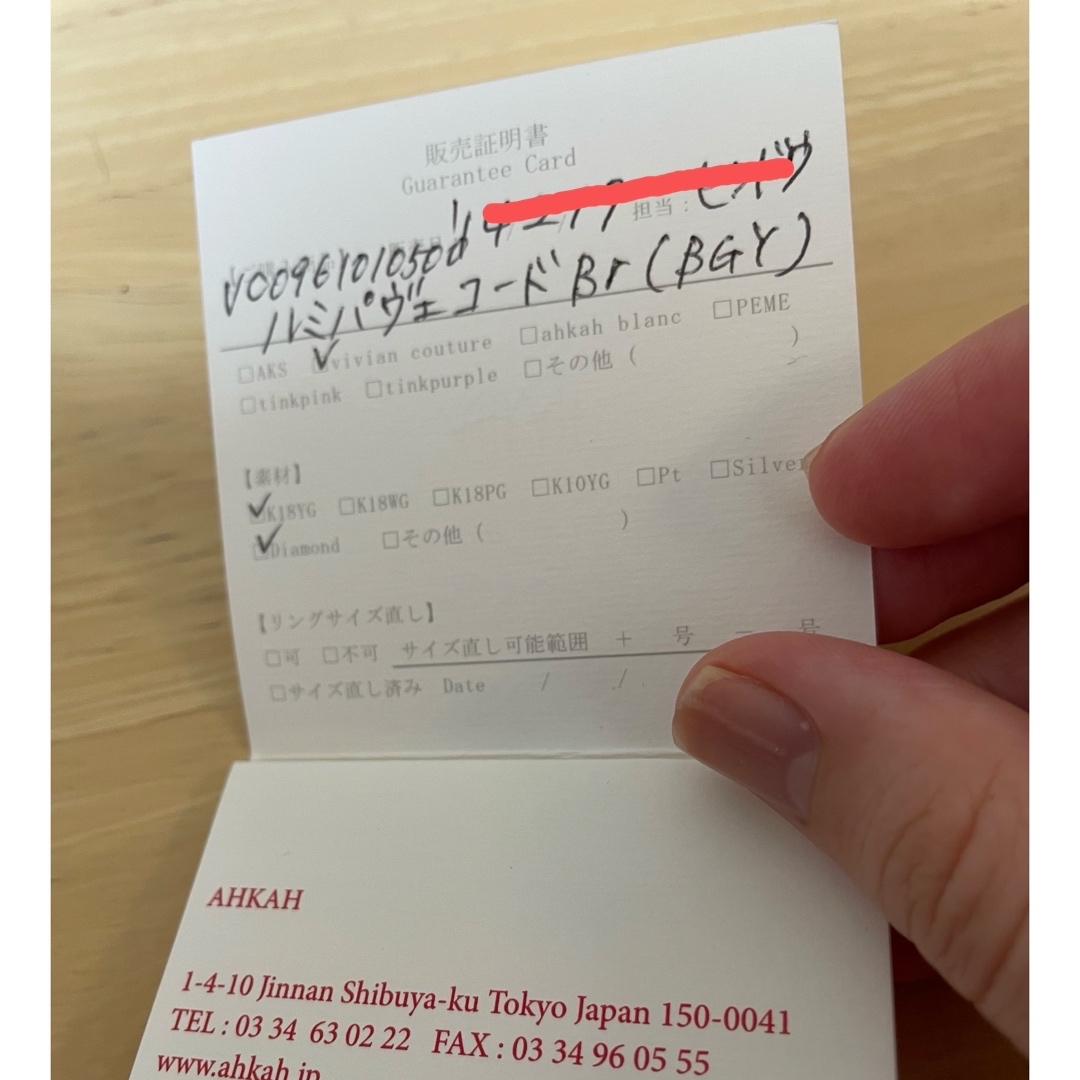 販売証明書
Guarantee Card
担当：
VC0961010500
ルミパヴェコードBr(BGY)
□AKS ✓vivian couture □ahkah blanc □PEME
□tinkpink □tinkpurple □その他 ( )
【素材】
✓K18YG □K18WG □K18PG □K10YG □Pt □Silver
✓Diamond □その他 ( )
【リングサイズ直し】
□可 □不可 サイズ直し可能範囲 + 号 − 号
□サイズ直し済み Date / /
AHKAH
1-4-10 Jinnan Shibuya-ku Tokyo Japan 150-0041
TEL : 03 34 63 02 22 FAX : 03 34 96 05 55
www.ahkah.jp